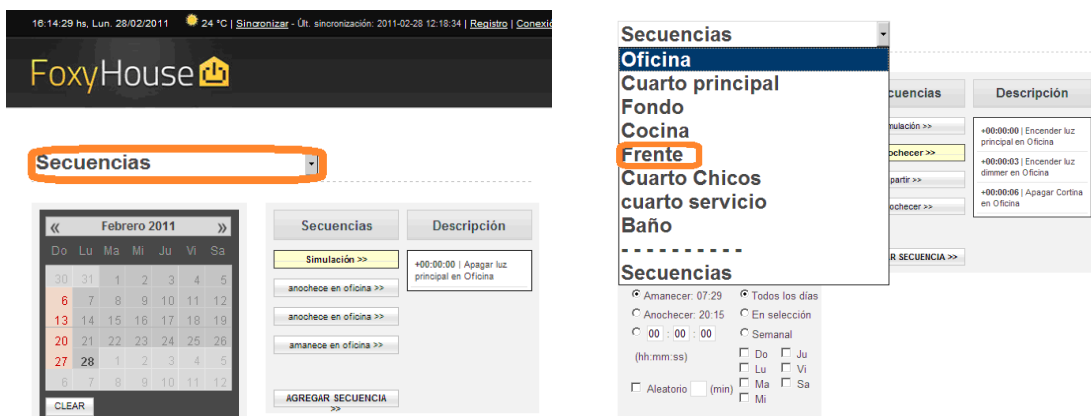 16:14:29 hs, Lun. 28/02/2011 24 °C | Sincronizar - Últ. sincronización: 2011-02-28 12:18:34 | Registro | Conexió
FoxyHouse
Secuencias
« Febrero 2011 »
Do Lu Ma Mi Ju Vi Sa
30 31 1 2 3 4 5
6 7 8 9 10 11 12
13 14 15 16 17 18 19
20 21 22 23 24 25 26
27 28 1 2 3 4 5
6 7 8 9 10 11 12
CLEAR
Secuencias
Simulación >>
anochece en oficina >>
anochece en oficina >>
amanece en oficina >>
AGREGAR SECUENCIA
>>
Descripción
+00:00:00 | Apagar luz
principal en Oficina
Secuencias
Oficina
Cuarto principal
Fondo
Cocina
Frente
Cuarto Chicos
cuarto servicio
Baño
- - - - - - - - - -
Secuencias
cuencias
mulación >>
ochecer >>
partir >>
ochecer >>
R SECUENCIA >>
Descripción
+00:00:00 | Encender luz
principal en Oficina
+00:00:03 | Encender luz
dimmer en Oficina
+00:00:06 | Apagar Cortina
en Oficina
Amanecer: 07:29
Anochecer: 20:15
00 : 00 : 00
(hh:mm:ss)
Aleatorio (min)
Todos los días
En selección
Semanal
Do Ju
Lu Vi
Ma Sa
Mi